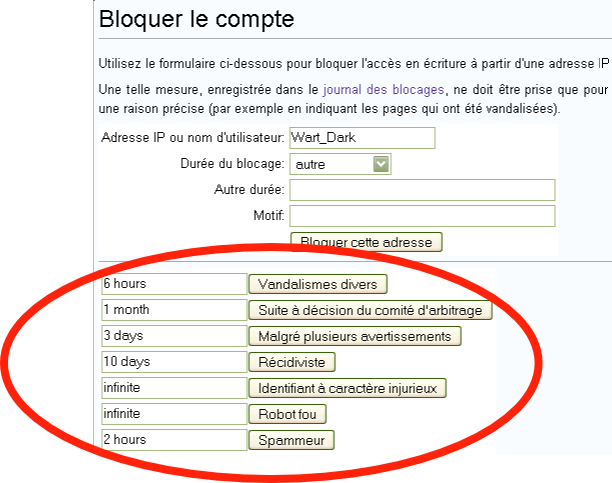 Bloquer le compte
Utilisez le formulaire ci-dessous pour bloquer l'accès en écriture à partir d'une adresse IP
Une telle mesure, enregistrée dans le journal des blocages, ne doit être prise que pour
une raison précise (par exemple en indiquant les pages qui ont été vandalisées).
Adresse IP ou nom d'utilisateur: Wart_Dark
Durée du blocage: autre
Autre durée:
Motif:
Bloquer cette adresse
6 hours Vandalismes divers
1 month Suite à décision du comité d'arbitrage
3 days Malgré plusieurs avertissements
10 days Récidiviste
infinite Identifiant à caractère injurieux
infinite Robot fou
2 hours Spammeur